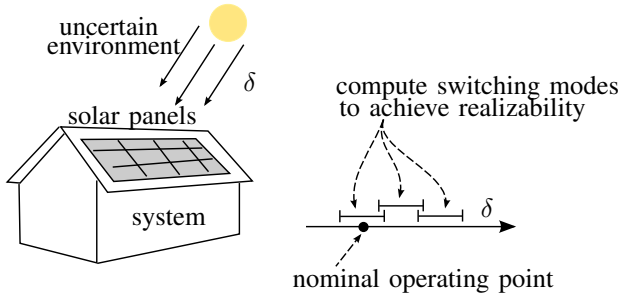 uncertain
environment
δ
solar panels
system
compute switching modes
to achieve realizability
δ
nominal operating point